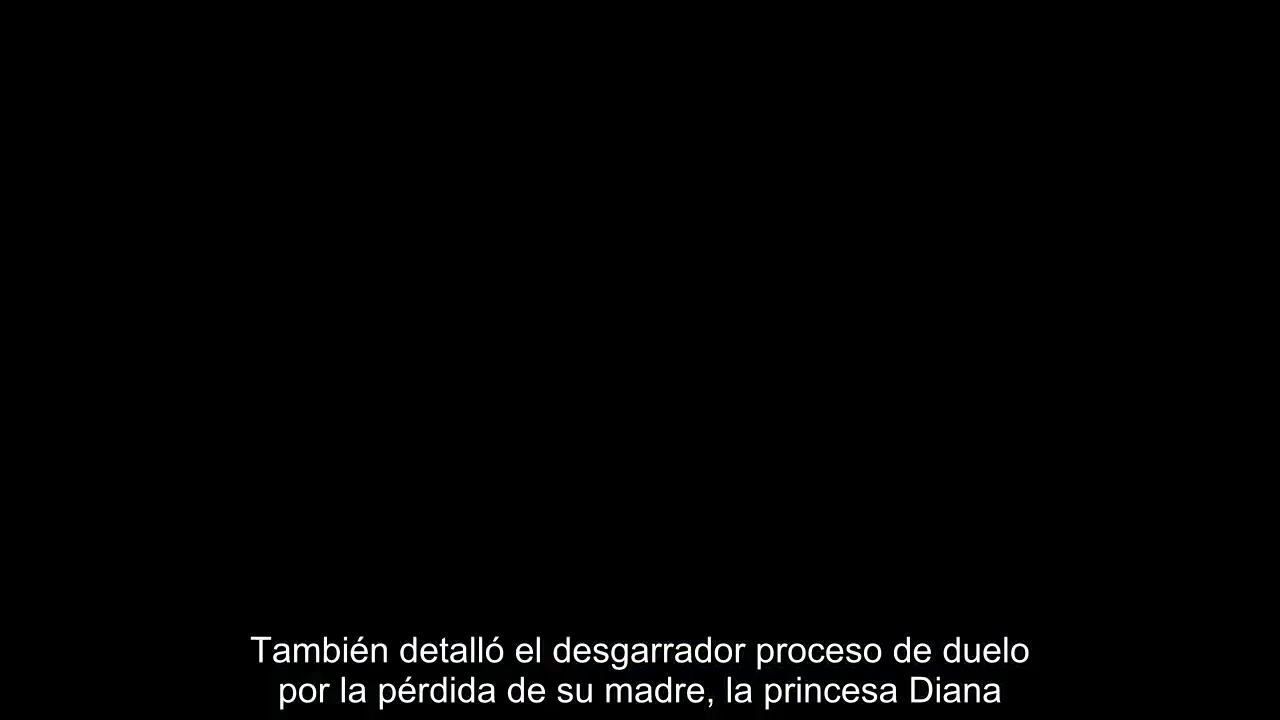 También detalló el desgarrador proceso de duelo
por la pérdida de su madre, la princesa Diana